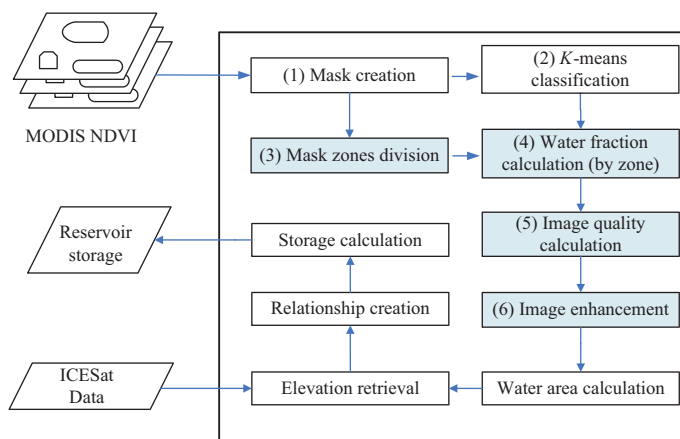 MODIS NDVI
(1) Mask creation
(2) K-means
classification
(3) Mask zones division
(4) Water fraction
calculation (by zone)
Reservoir
storage
Storage calculation
(5) Image quality
calculation
Relationship creation
(6) Image enhancement
ICESat
Data
Elevation retrieval
Water area calculation